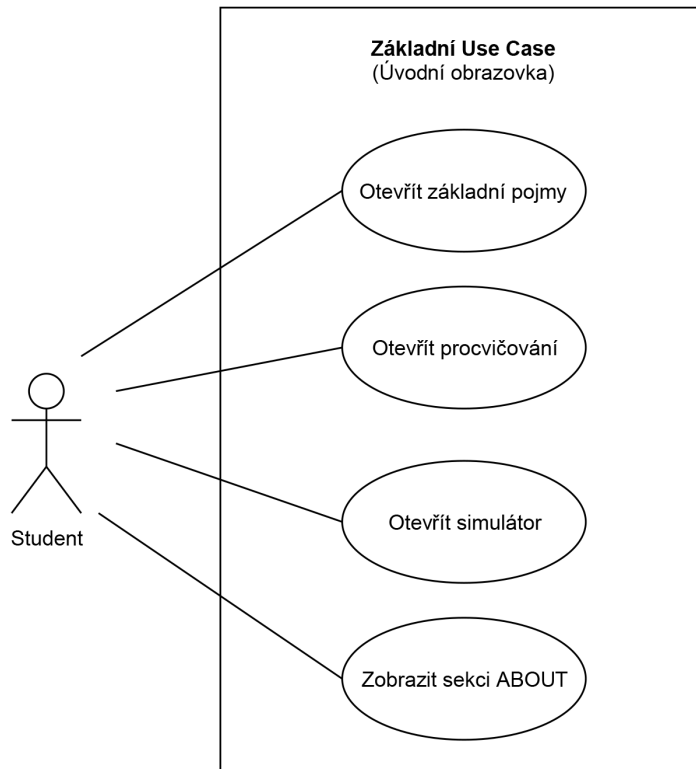 Základní Use Case
(Úvodní obrazovka)
Otevřít základní pojmy
Otevřít procvičování
Otevřít simulátor
Student
Zobrazit sekci ABOUT